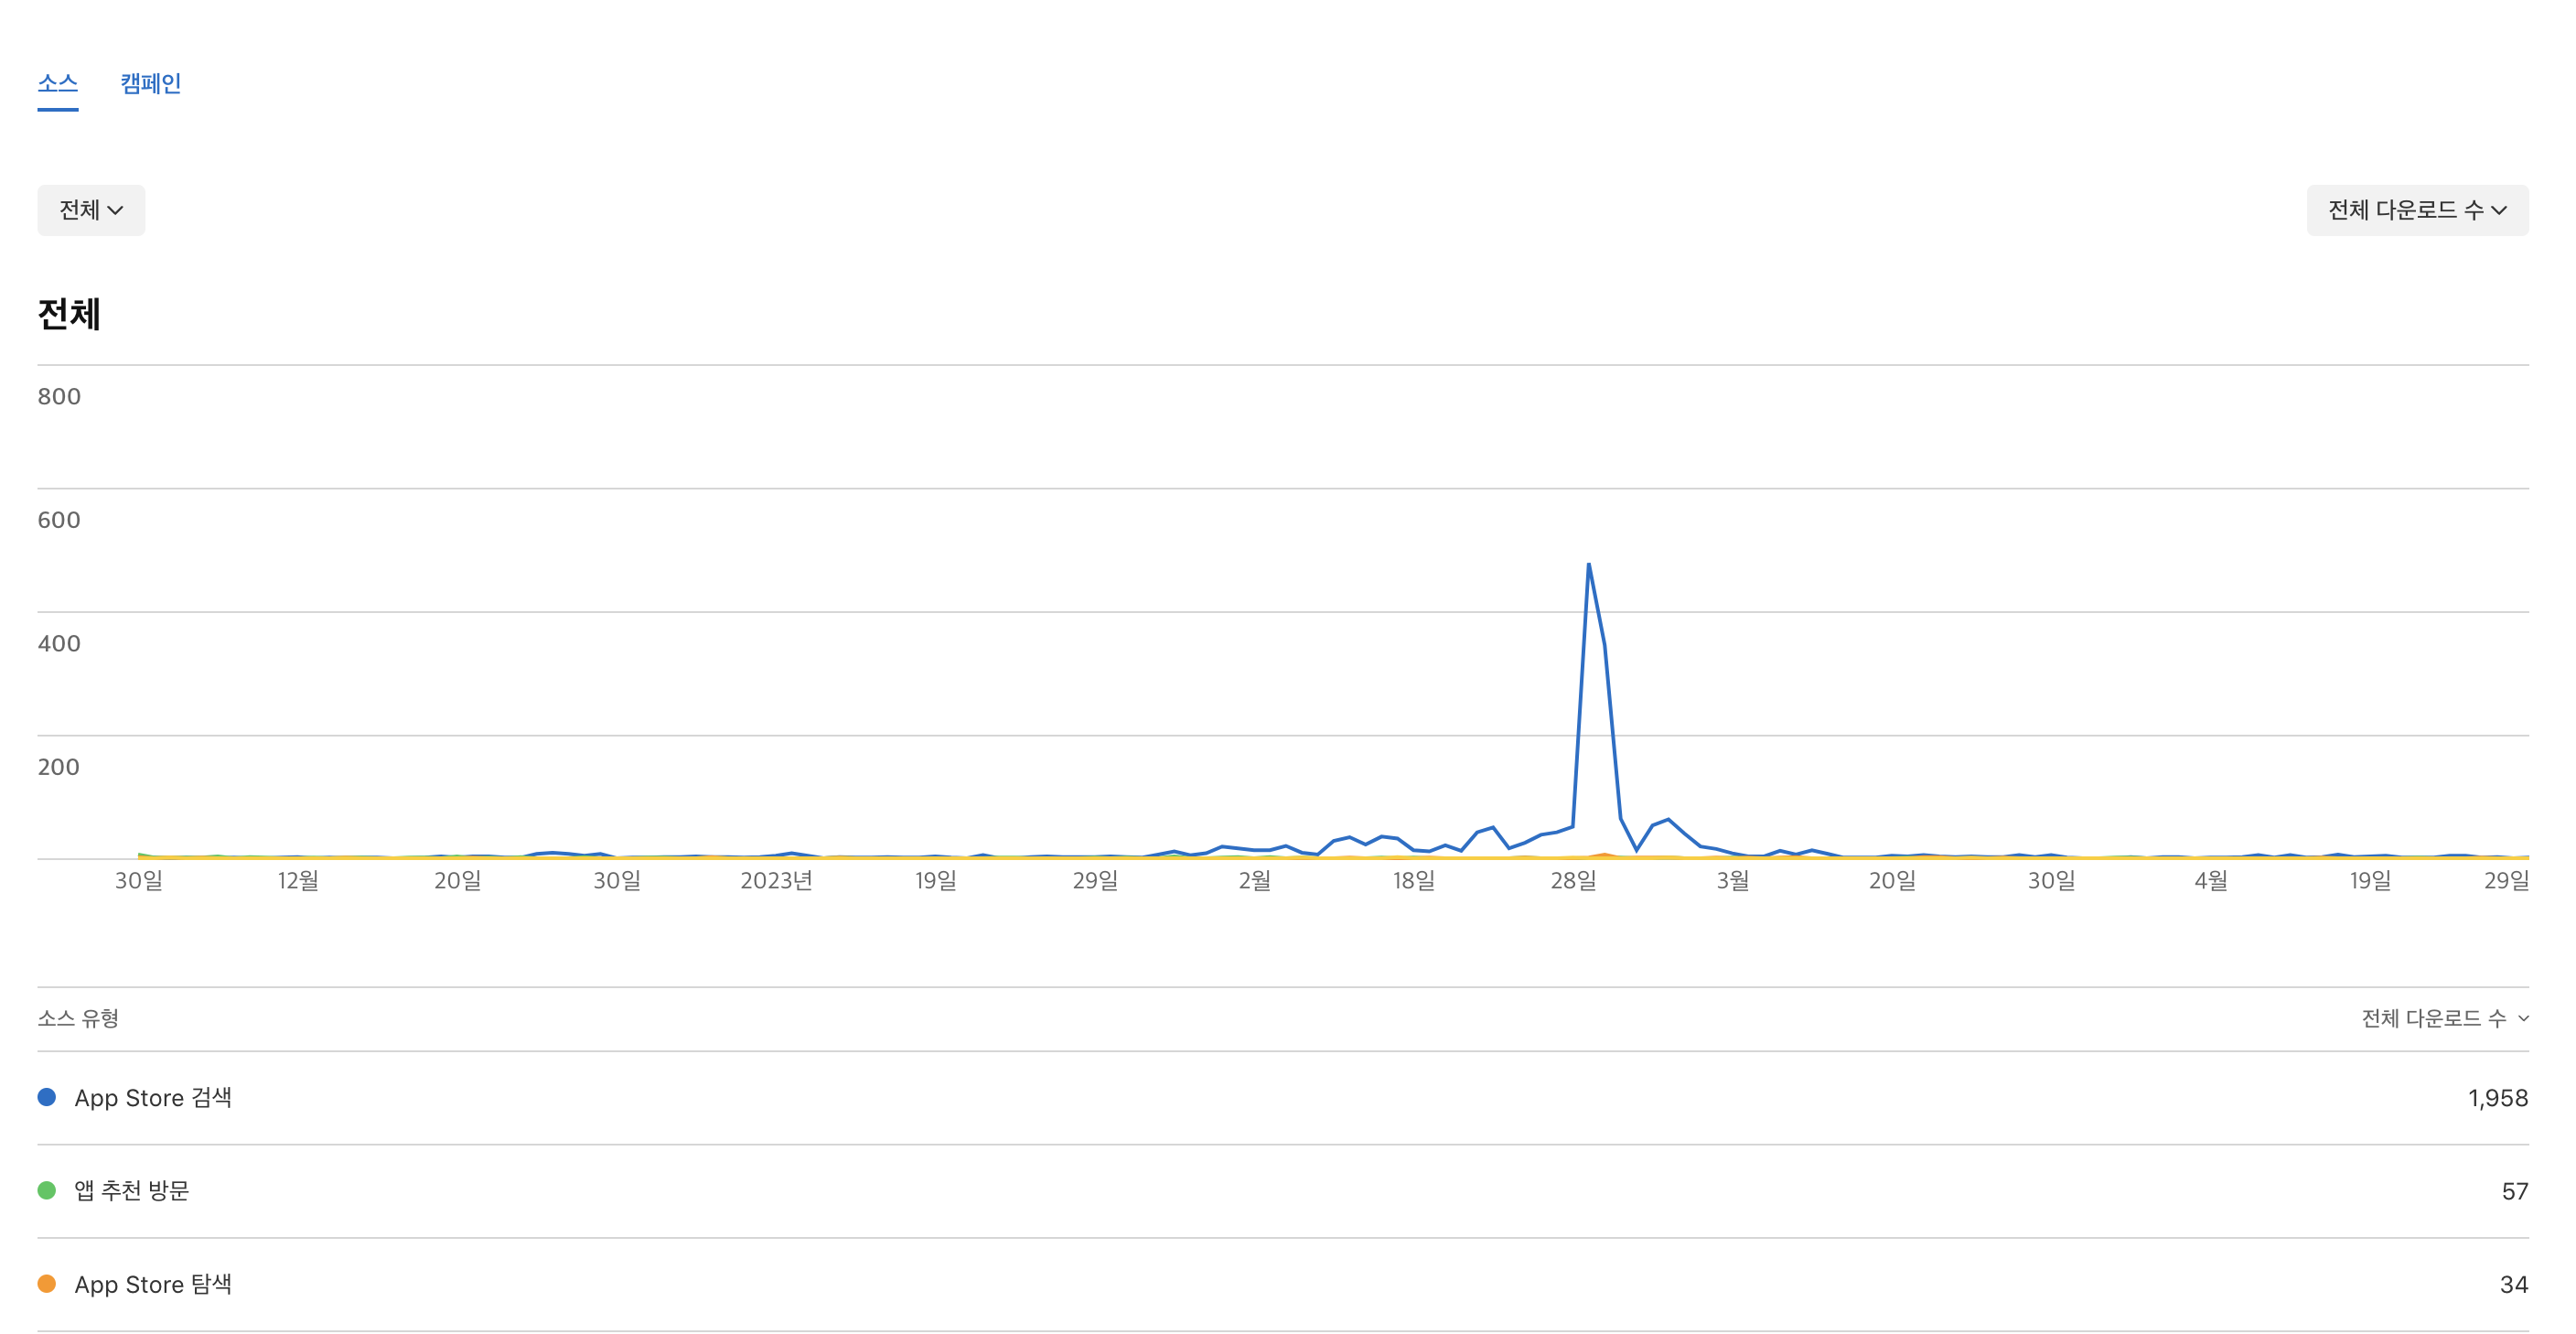 소스 캠페인
전체 전체 다운로드 수
전체
800
600
400
200
30일 12월 20일 30일 2023년 19일 29일 2월 18일 28일 3월 20일 30일 4월 19일 29일
소스 유형 전체 다운로드 수
App Store 검색 1,958
앱 추천 방문 57
App Store 탐색 34